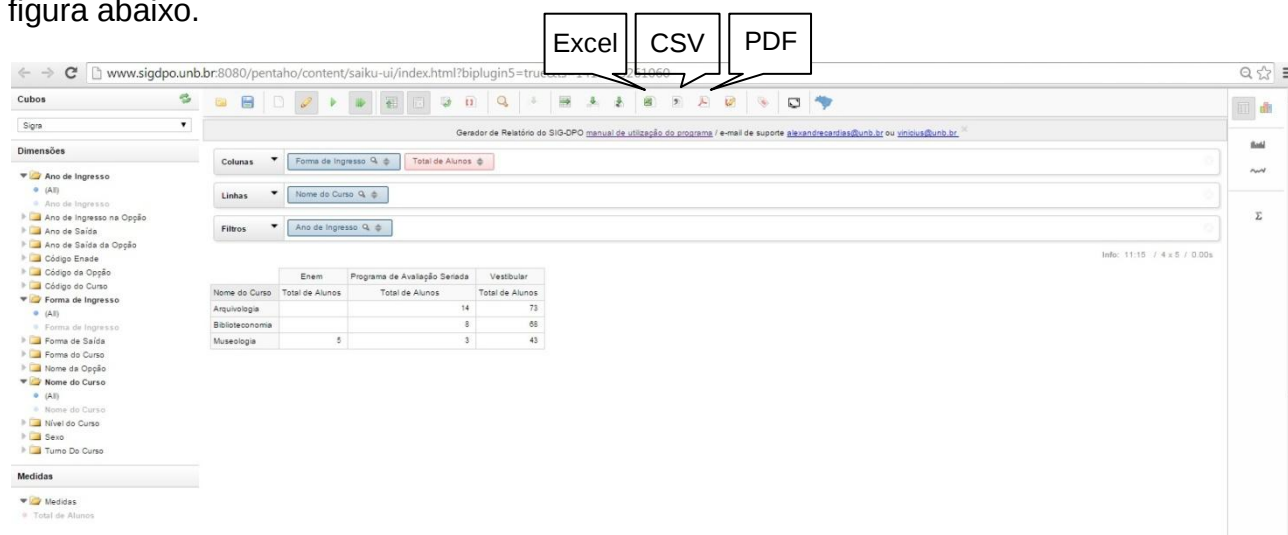 figura abaixo.
Excel CSV PDF
www.sigdpo.unb.br:8080/pentaho/content/saiku-ui/index.html?biplugin5=true
Cubos
Sigra
Gerador de Relatório do SIG-DPO manual de utilização do programa / e-mail de suporte alexandrecardias@unb.br ou vinicius@unb.br
Dimensões
Ano de Ingresso
(All)
Ano de Ingresso
Ano de Ingresso na Opção
Ano de Saída
Ano de Saída da Opção
Código Enade
Código da Opção
Código do Curso
Forma de Ingresso
(All)
Forma de Ingresso
Forma de Saída
Forma do Curso
Nome da Opção
Nome do Curso
(All)
Nome do Curso
Nível do Curso
Sexo
Turno Do Curso
Medidas
Medidas
Total de Alunos
Colunas Forma de Ingresso Total de Alunos
Linhas Nome do Curso
Filtros Ano de Ingresso
Info: 11:15 / 4 x 5 / 0.00s
Enem Programa de Avaliação Seriada Vestibular
Nome do Curso Total de Alunos Total de Alunos Total de Alunos
Arquivologia 14 73
Biblioteconomia 8 68
Museologia 5 3 43
Σ